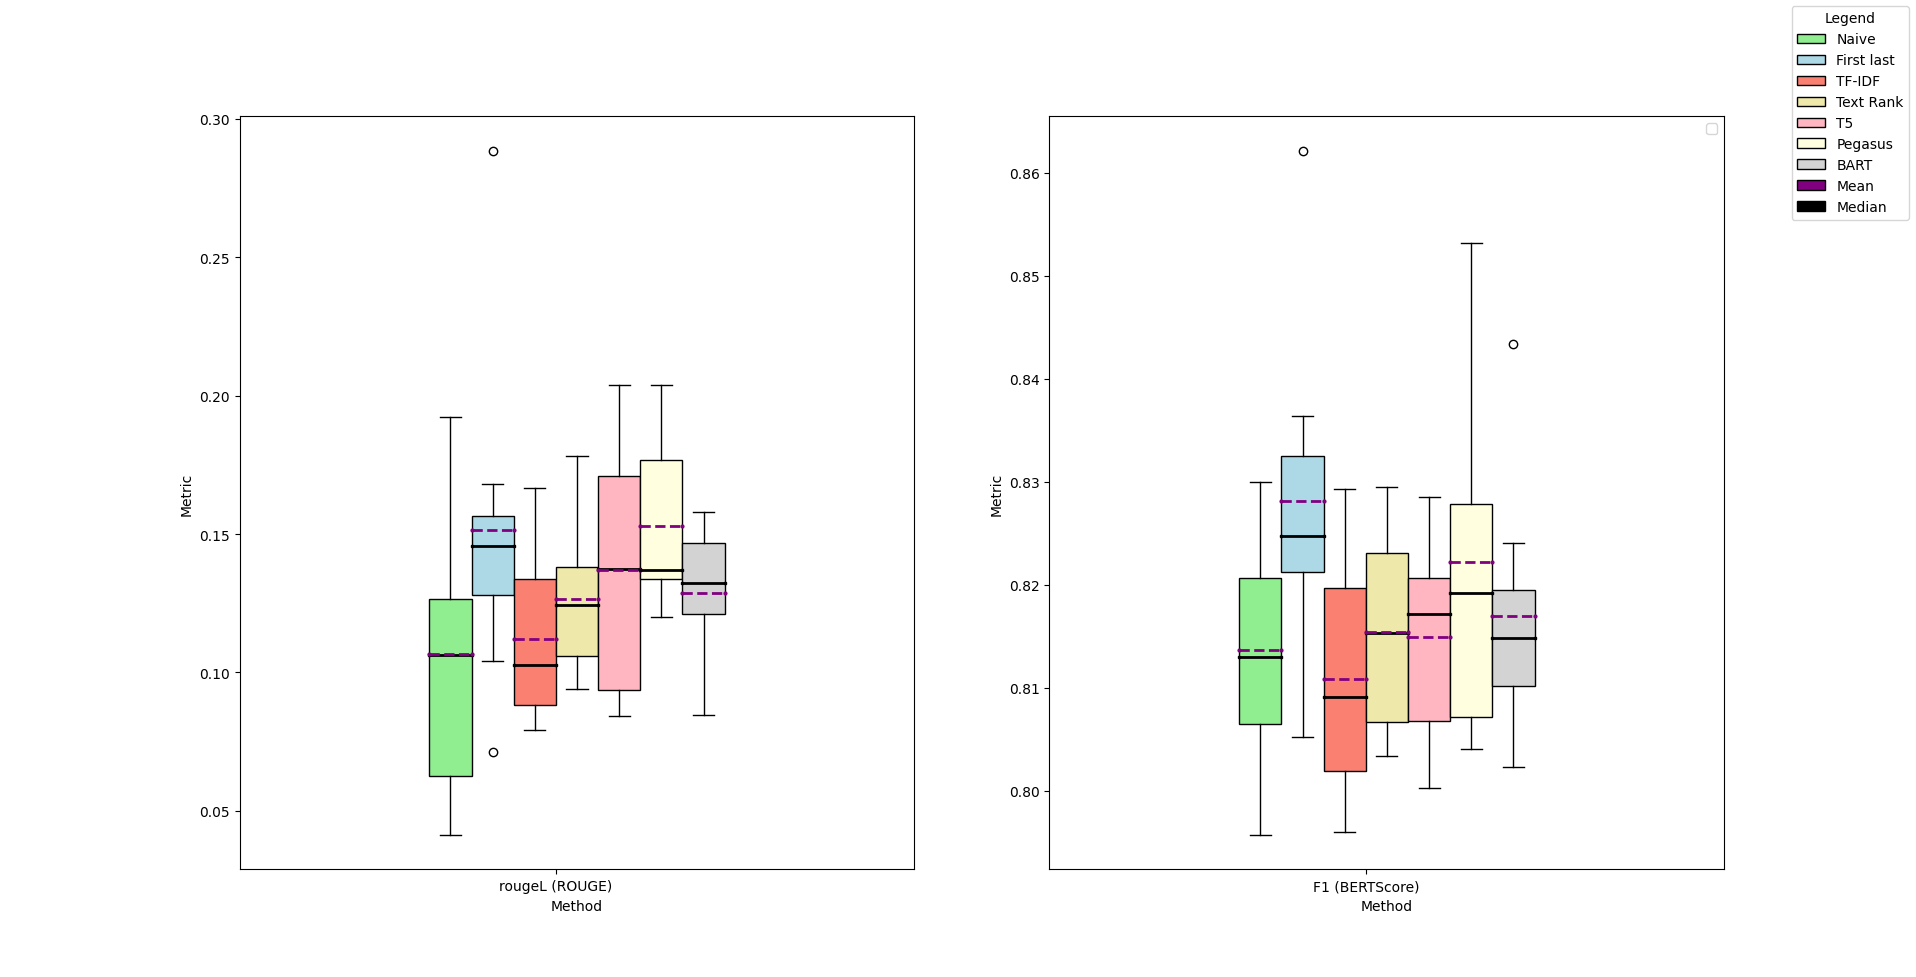 Legend
Naive
First last
TF-IDF
Text Rank
T5
Pegasus
BART
Mean
Median
0.30
0.25
0.20
0.15
0.10
0.05
Metric
rougeL (ROUGE)
Method
0.86
0.85
0.84
0.83
0.82
0.81
0.80
Metric
F1 (BERTScore)
Method